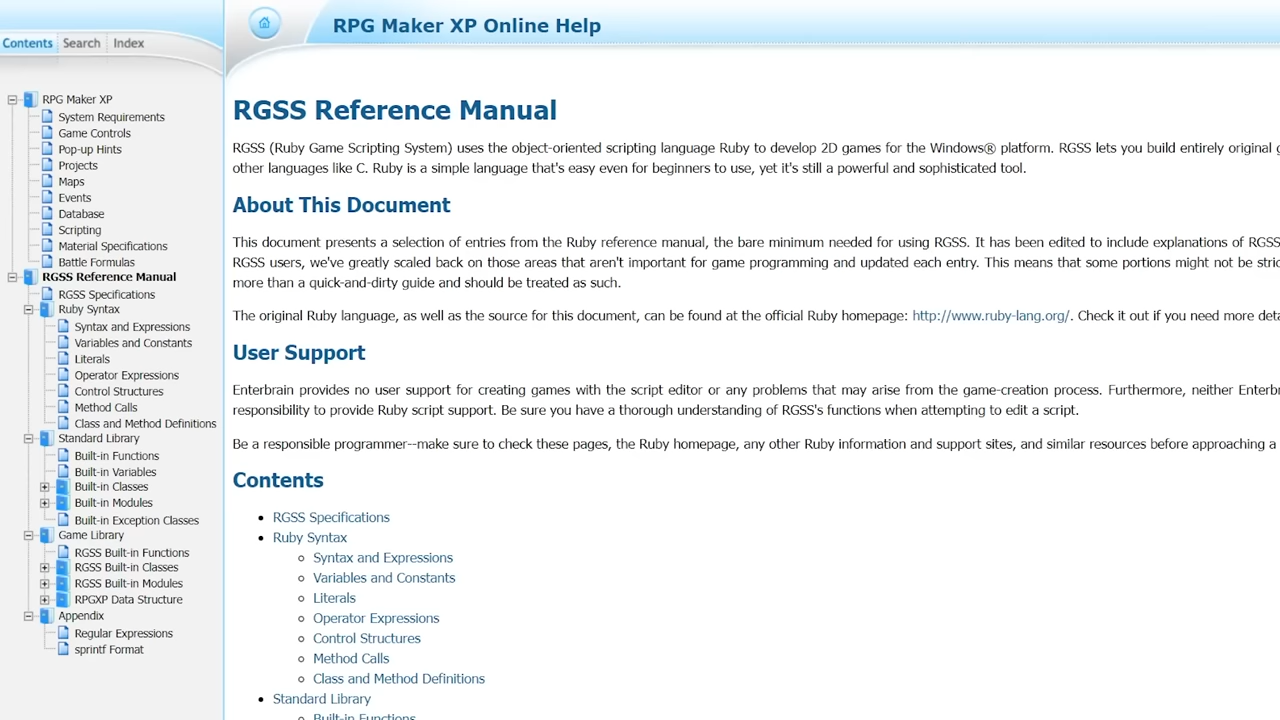 RPG Maker XP Online Help
Contents Search Index
RPG Maker XP
System Requirements
Game Controls
Pop-up Hints
Projects
Maps
Events
Database
Scripting
Material Specifications
Battle Formulas
RGSS Reference Manual
RGSS Specifications
Ruby Syntax
Syntax and Expressions
Variables and Constants
Literals
Operator Expressions
Control Structures
Method Calls
Class and Method Definitions
Standard Library
Built-in Functions
Built-in Variables
Built-in Classes
Built-in Modules
Built-in Exception Classes
Game Library
RGSS Built-in Functions
RGSS Built-in Classes
RGSS Built-in Modules
RPGXP Data Structure
Appendix
Regular Expressions
sprintf Format
RGSS Reference Manual
RGSS (Ruby Game Scripting System) uses the object-oriented scripting language Ruby to develop 2D games for the Windows® platform. RGSS lets you build entirely original
other languages like C. Ruby is a simple language that's easy even for beginners to use, yet it's still a powerful and sophisticated tool.
About This Document
This document presents a selection of entries from the Ruby reference manual, the bare minimum needed for using RGSS. It has been edited to include explanations of RGSS
RGSS users, we've greatly scaled back on those areas that aren't important for game programming and updated each entry. This means that some portions might not be
more than a quick-and-dirty guide and should be treated as such.
The original Ruby language, as well as the source for this document, can be found at the official Ruby homepage: http://www.ruby-lang.org/. Check it out if you need more
User Support
Enterbrain provides no user support for creating games with the script editor or any problems that may arise from the game-creation process. Furthermore, neither
responsibility to provide Ruby script support. Be sure you have a thorough understanding of RGSS's functions when attempting to edit a script.
Be a responsible programmer--make sure to check these pages, the Ruby homepage, any other Ruby information and support sites, and similar resources before approaching a
Contents
RGSS Specifications
Ruby Syntax
Syntax and Expressions
Variables and Constants
Literals
Operator Expressions
Control Structures
Method Calls
Class and Method Definitions
Standard Library
Built-in Functions